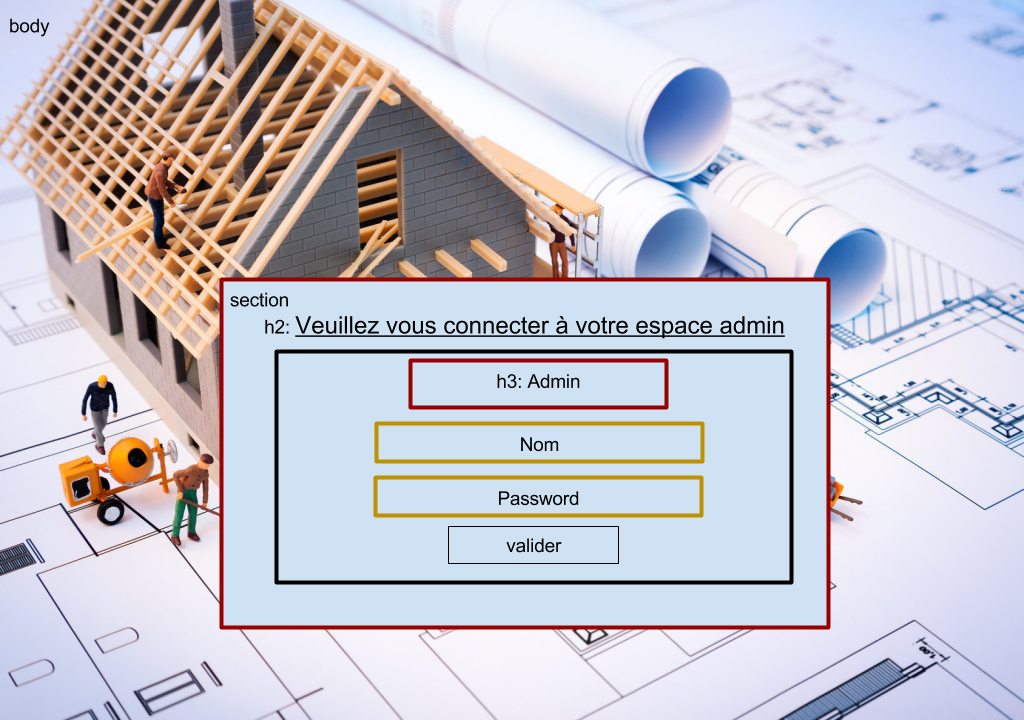 body
section
h2: Veuillez vous connecter à votre espace admin
h3: Admin
Nom
Password
valider